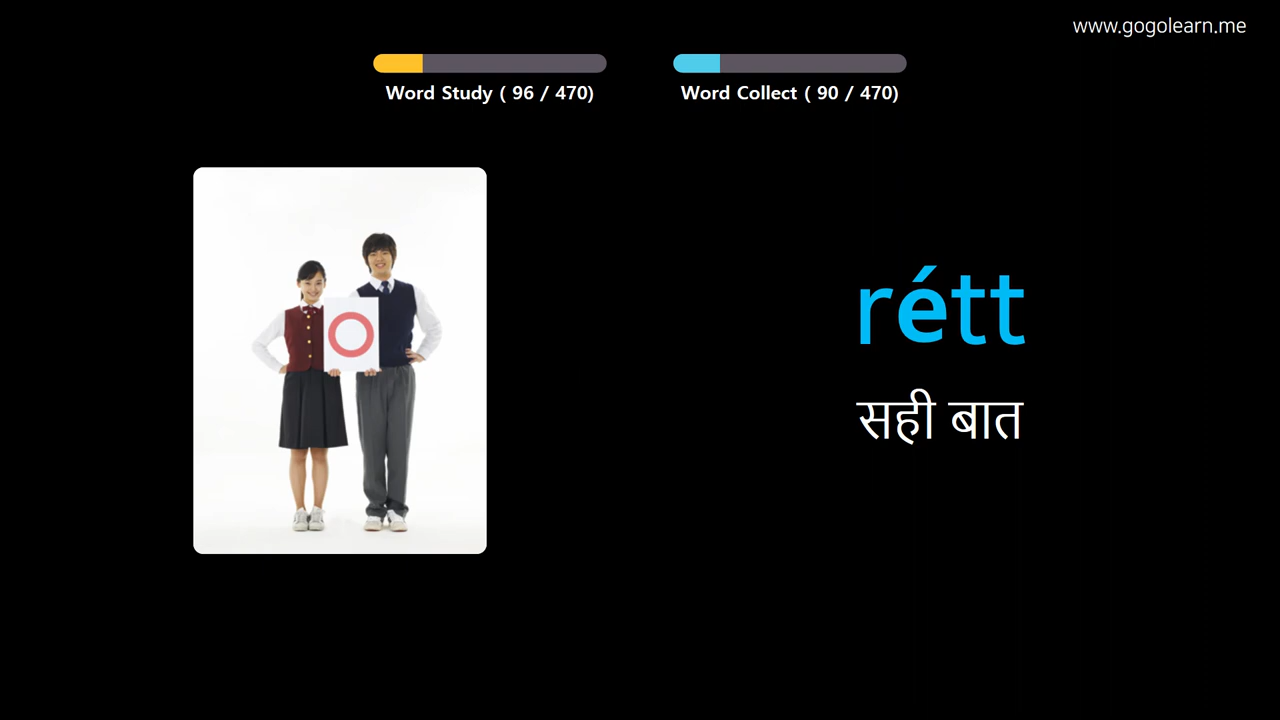 www.gogolearn.me
Word Study ( 96 / 470)
Word Collect ( 90 / 470)
rétt
सही बात